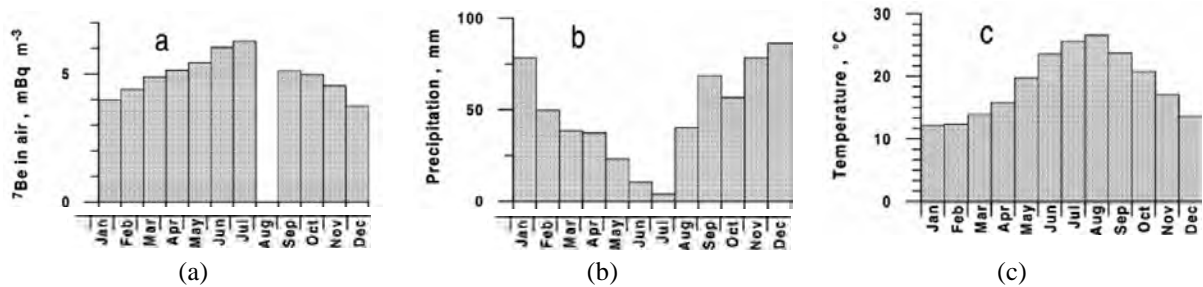 a
⁷Be in air , mBq m⁻³
5
0
Jan
Feb
Mar
Apr
May
Jun
Jul
Aug
Sep
Oct
Nov
Dec
(a)
b
Precipitation , mm
100
50
0
Jan
Feb
Mar
Apr
May
Jun
Jul
Aug
Sep
Oct
Nov
Dec
(b)
c
Temperature , °C
30
20
10
0
Jan
Feb
Mar
Apr
May
Jun
Jul
Aug
Sep
Oct
Nov
Dec
(c)